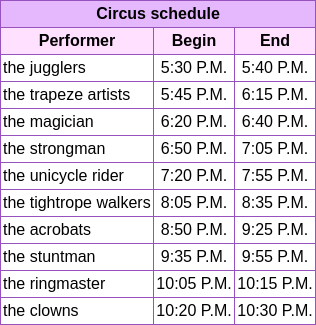 Circus schedule
Performer Begin End
the jugglers 5:30 P.M. 5:40 P.M.
the trapeze artists 5:45 P.M. 6:15 P.M.
the magician 6:20 P.M. 6:40 P.M.
the strongman 6:50 P.M. 7:05 P.M.
the unicycle rider 7:20 P.M. 7:55 P.M.
the tightrope walkers 8:05 P.M. 8:35 P.M.
the acrobats 8:50 P.M. 9:25 P.M.
the stuntman 9:35 P.M. 9:55 P.M.
the ringmaster 10:05 P.M. 10:15 P.M.
the clowns 10:20 P.M. 10:30 P.M.